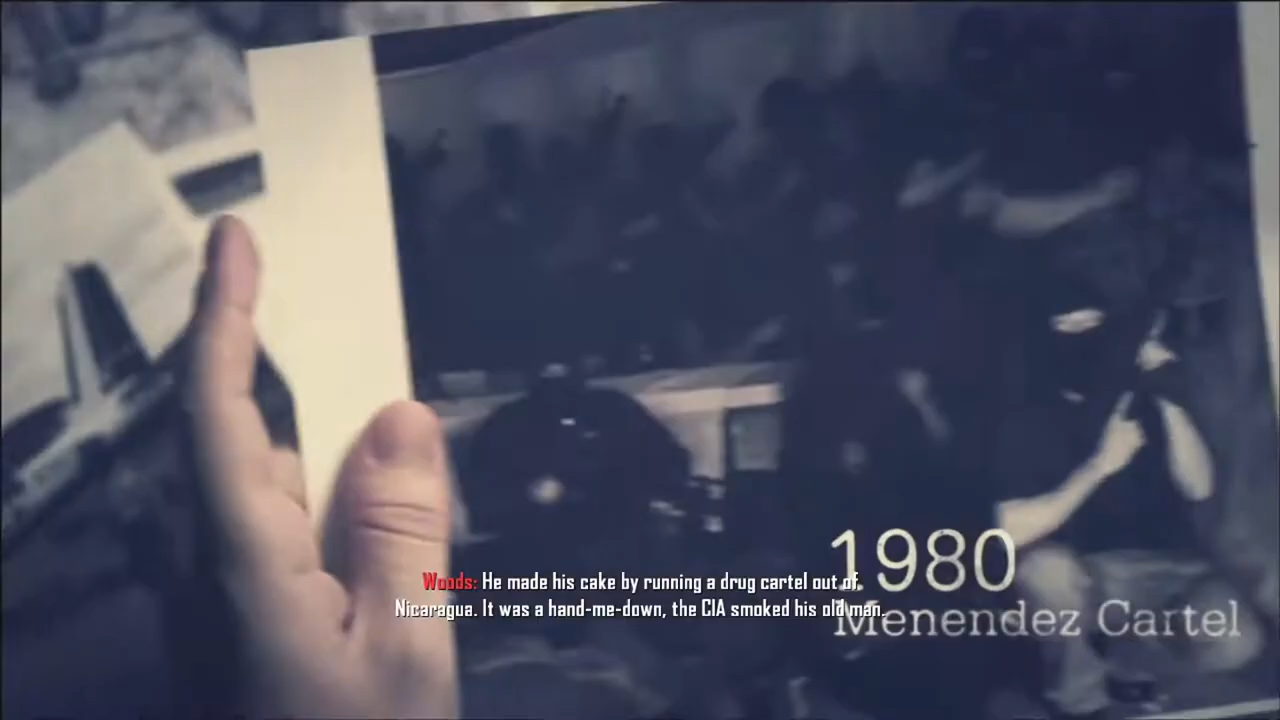 1980
Woods: He made his cake by running a drug cartel out of
Nicaragua. It was a hand-me-down, the CIA smoked his old man.
Menendez Cartel